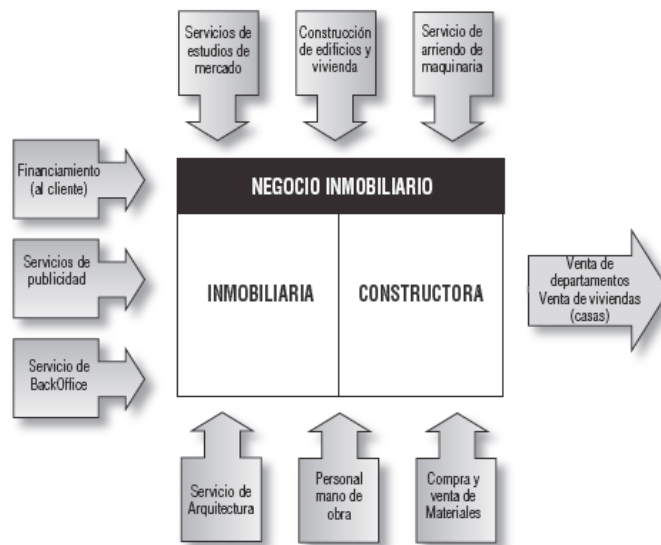 Servicios de
estudios de
mercado
Construcción
de edificios y
vivienda
Servicio de
arriendo de
maquinaria
Financiamiento
(al cliente)
Servicios de
publicidad
Servicio de
BackOffice
NEGOCIO INMOBILIARIO
INMOBILIARIA
CONSTRUCTORA
Venta de
departamentos
Venta de viviendas
(casas)
Servicio de
Arquitectura
Personal
mano de
obra
Compra y
venta de
Materiales